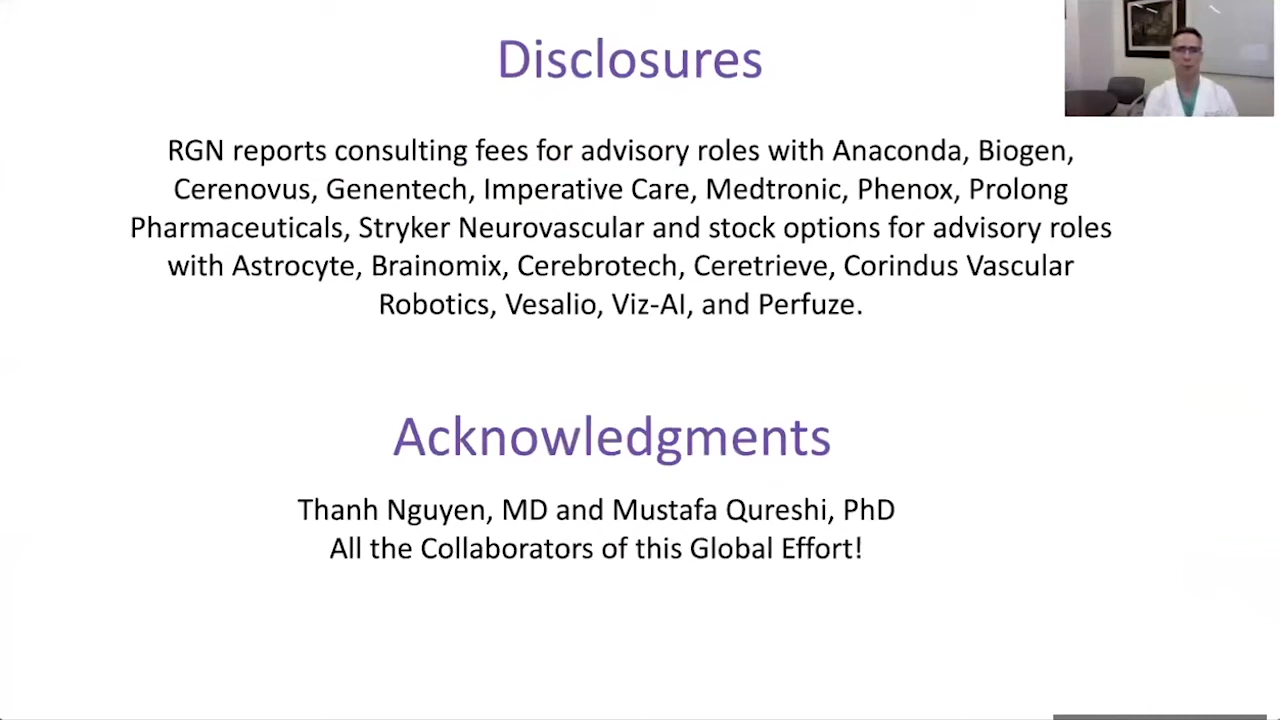 Disclosures
RGN reports consulting fees for advisory roles with Anaconda, Biogen,
Cerenovus, Genentech, Imperative Care, Medtronic, Phenox, Prolong
Pharmaceuticals, Stryker Neurovascular and stock options for advisory roles
with Astrocyte, Brainomix, Cerebrotech, Ceretrieve, Corindus Vascular
Robotics, Vesalio, Viz-AI, and Perfuze.
Acknowledgments
Thanh Nguyen, MD and Mustafa Qureshi, PhD
All the Collaborators of this Global Effort!